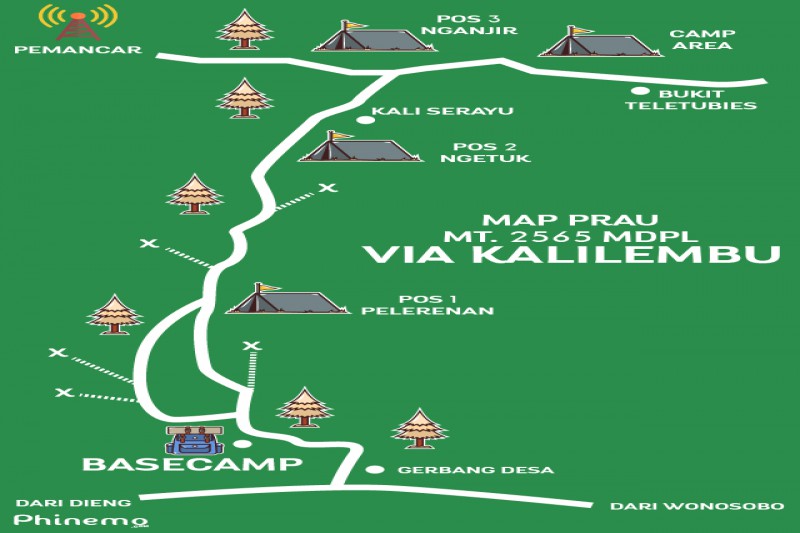 PEMANCAR
POS 3
NGANJIR
CAMP
AREA
BUKIT
TELETUBIES
KALI SERAYU
POS 2
NGETUK
X
MAP PRAU
MT. 2565 MDPL
VIA KALILEMBU
X
POS 1
PELERENAN
X
X
X
BASECAMP
GERBANG DESA
DARI DIENG
DARI WONOSOBO
Phinemo.com